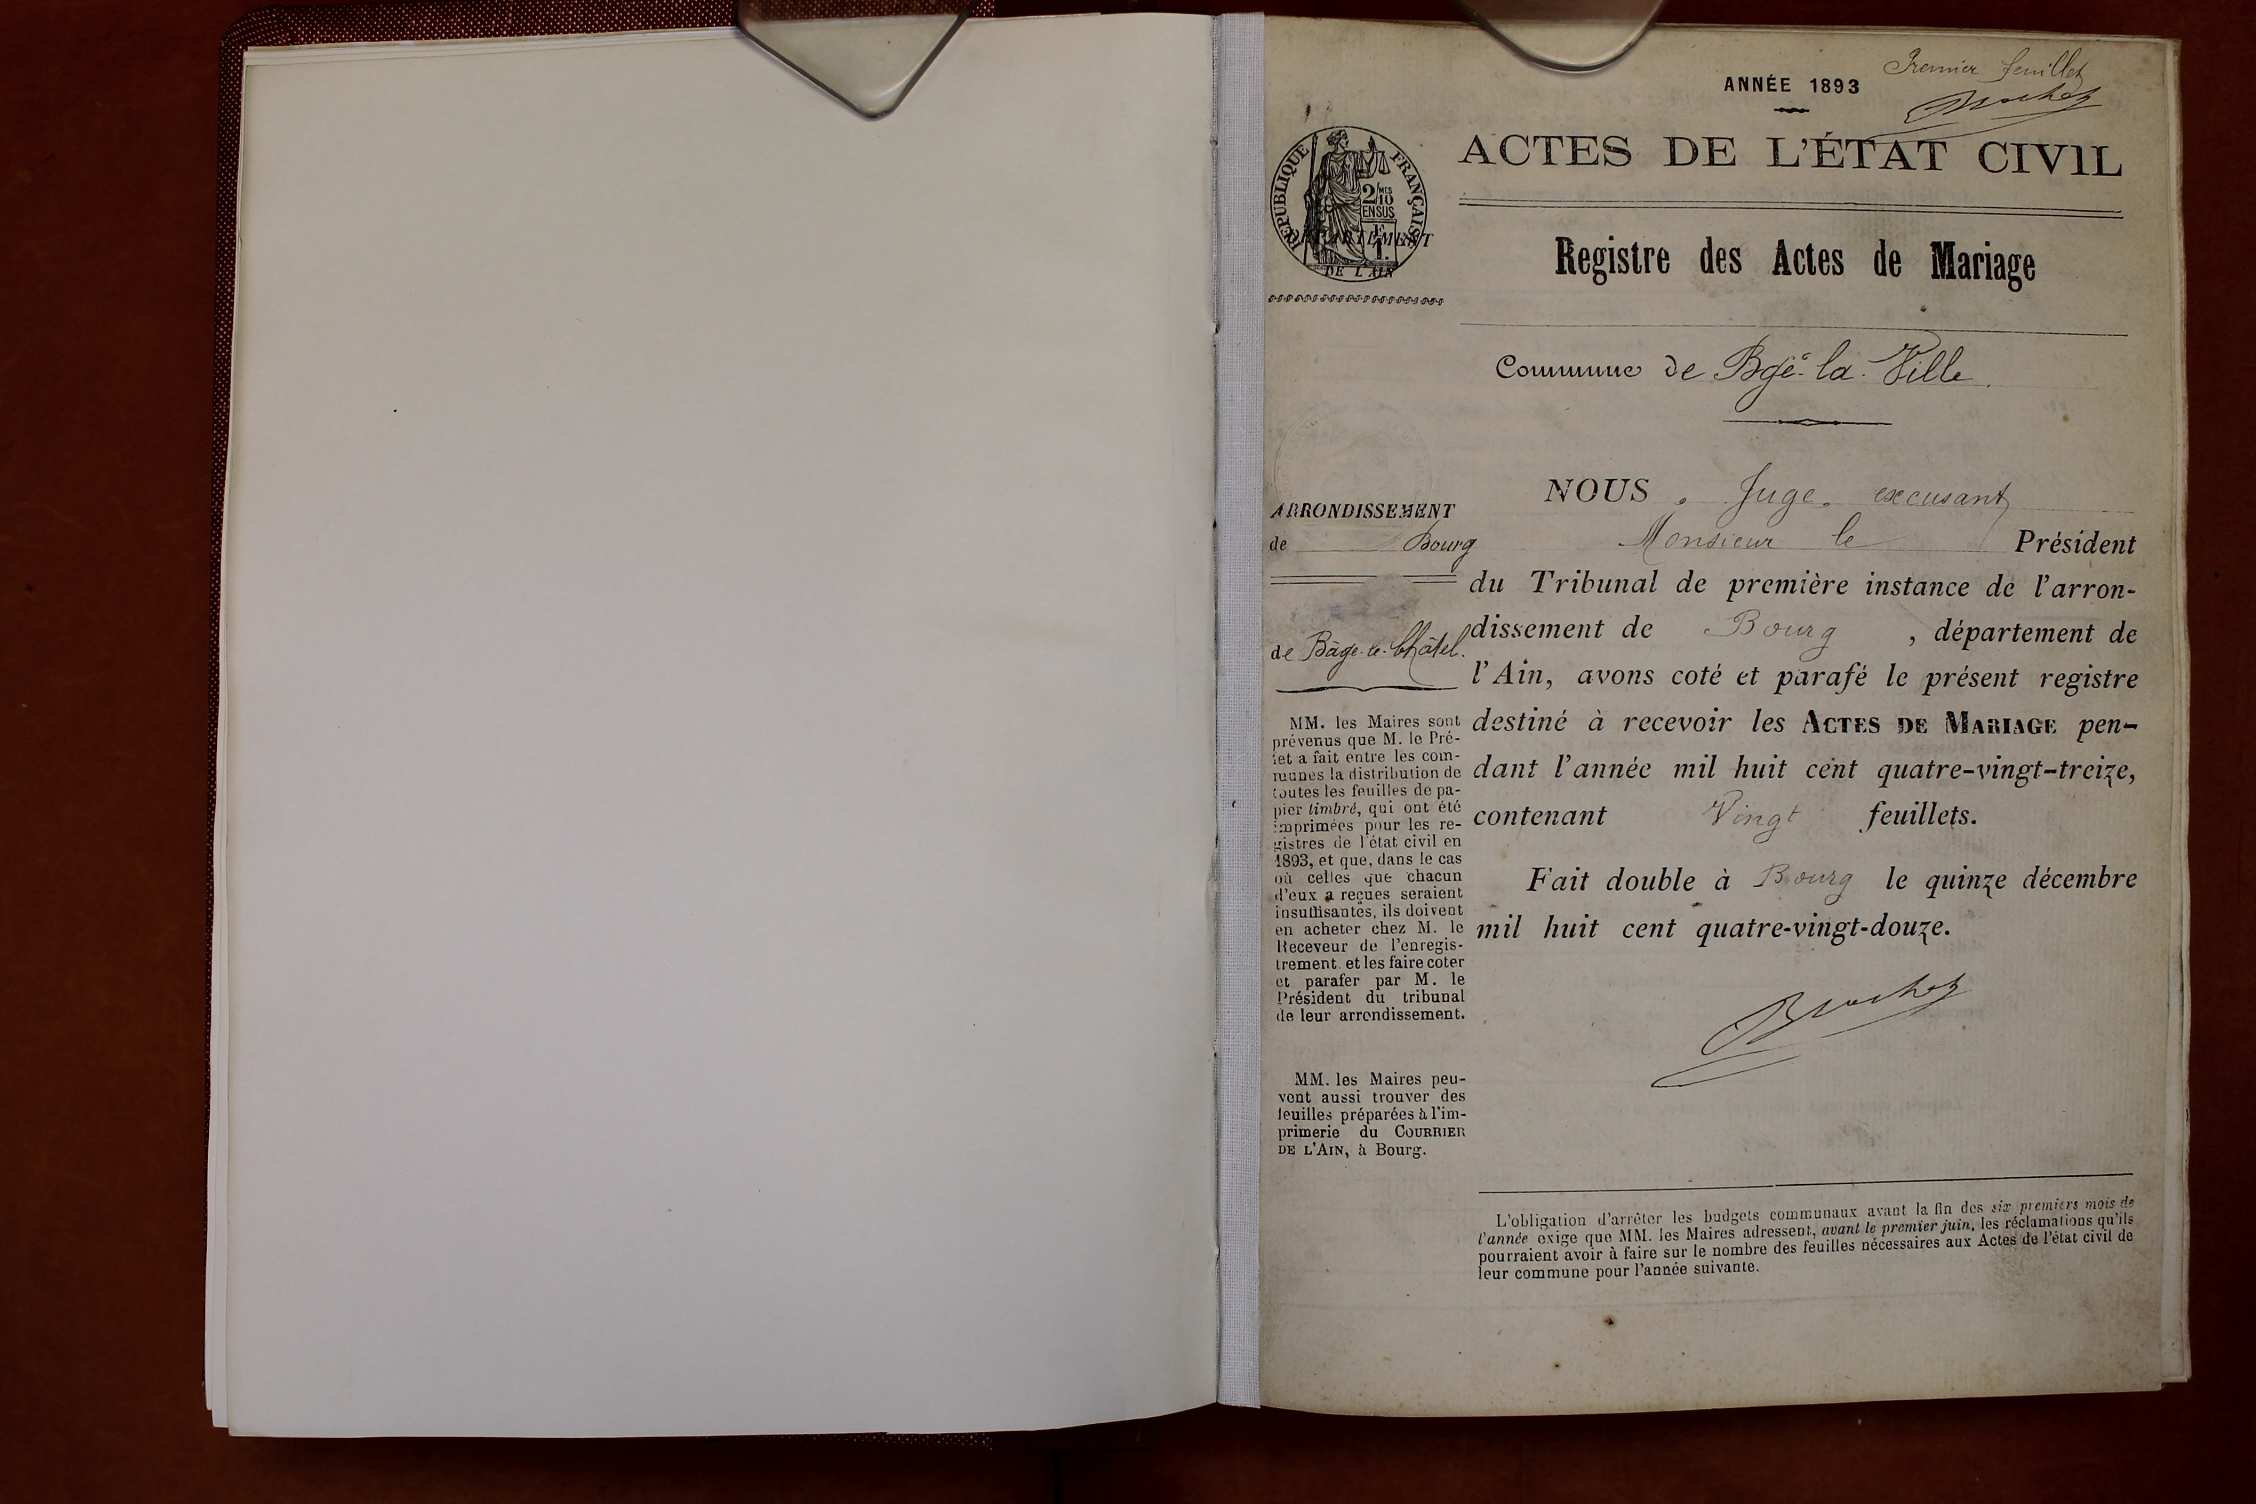 Premier feuillet
ANNÉE 1893
ACTES DE L'ÉTAT CIVIL
RÉPUBLIQUE FRANÇAISE
2/10 MES
EN SUS
DÉPARTEMENT
DE L'AIN
Registre des Actes de Mariage
Commune de Bgé-la-Ville.
ARRONDISSEMENT
de Bourg
de Bâgé-le-Châtel.
MM. les Maires sont
prévenus que M. le Pré-
fet a fait entre les com-
munes la distribution de
toutes les feuilles de pa-
pier timbré, qui ont été
imprimées pour les re-
gistres de l'état civil en
1893, et que, dans le cas
où celles que chacun
d'eux a reçues seraient
insuffisantes, ils doivent
en acheter chez M. le
Receveur de l'enregis-
trement. et les faire coter
et parafer par M. le
Président du tribunal
de leur arrondissement.
MM. les Maires peu-
vent aussi trouver des
feuilles préparées à l'im-
primerie du COURRIER
DE L'AIN, à Bourg.
NOUS, Juge excusant
Monsieur le Président
du Tribunal de première instance de l'arron-
dissement de Bourg, département de
l'Ain, avons coté et parafé le présent registre
destiné à recevoir les ACTES DE MARIAGE pen-
dant l'année mil huit cent quatre-vingt-treize,
contenant Vingt feuillets.
Fait double à Bourg le quinze décembre
mil huit cent quatre-vingt-douze.
L'obligation d'arrêter les budgets communaux avant la fin des six premiers mois de
l'année exige que MM. les Maires adressent, avant le premier juin, les réclamations qu'ils
pourraient avoir à faire sur le nombre des feuilles nécessaires aux Actes de l'état civil de
leur commune pour l'année suivante.